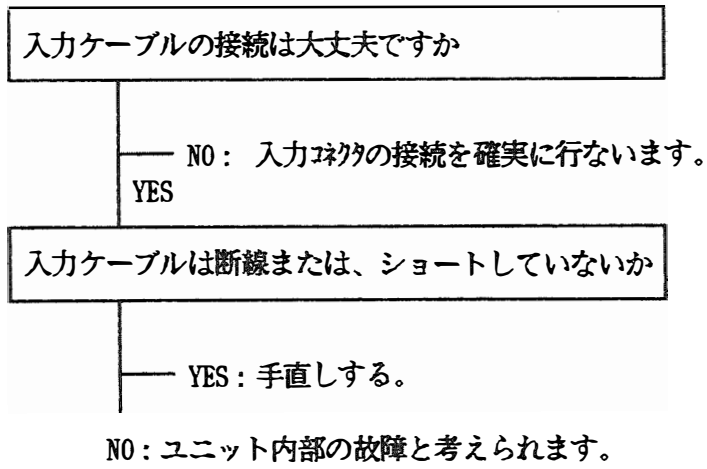 入力ケーブルの接続は大丈夫ですか
NO： 入力ｺﾈｸﾀの接続を確実に行ないます。
YES
入力ケーブルは断線または、ショートしていないか
YES：手直しする。
NO：ユニット内部の故障と考えられます。